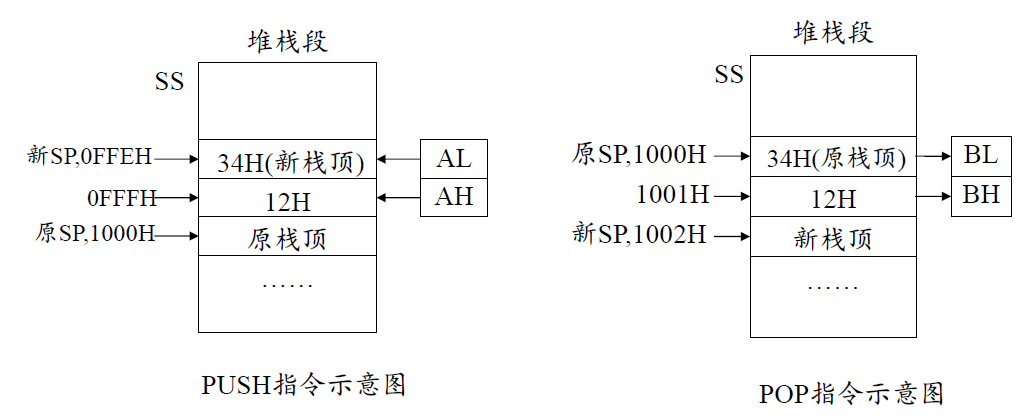 堆栈段
SS
新SP,0FFEH
34H(新栈顶)
AL
0FFFH
12H
AH
原SP,1000H
原栈顶
……
PUSH指令示意图
堆栈段
SS
原SP,1000H
34H(原栈顶)
BL
1001H
12H
BH
新SP,1002H
新栈顶
……
POP指令示意图